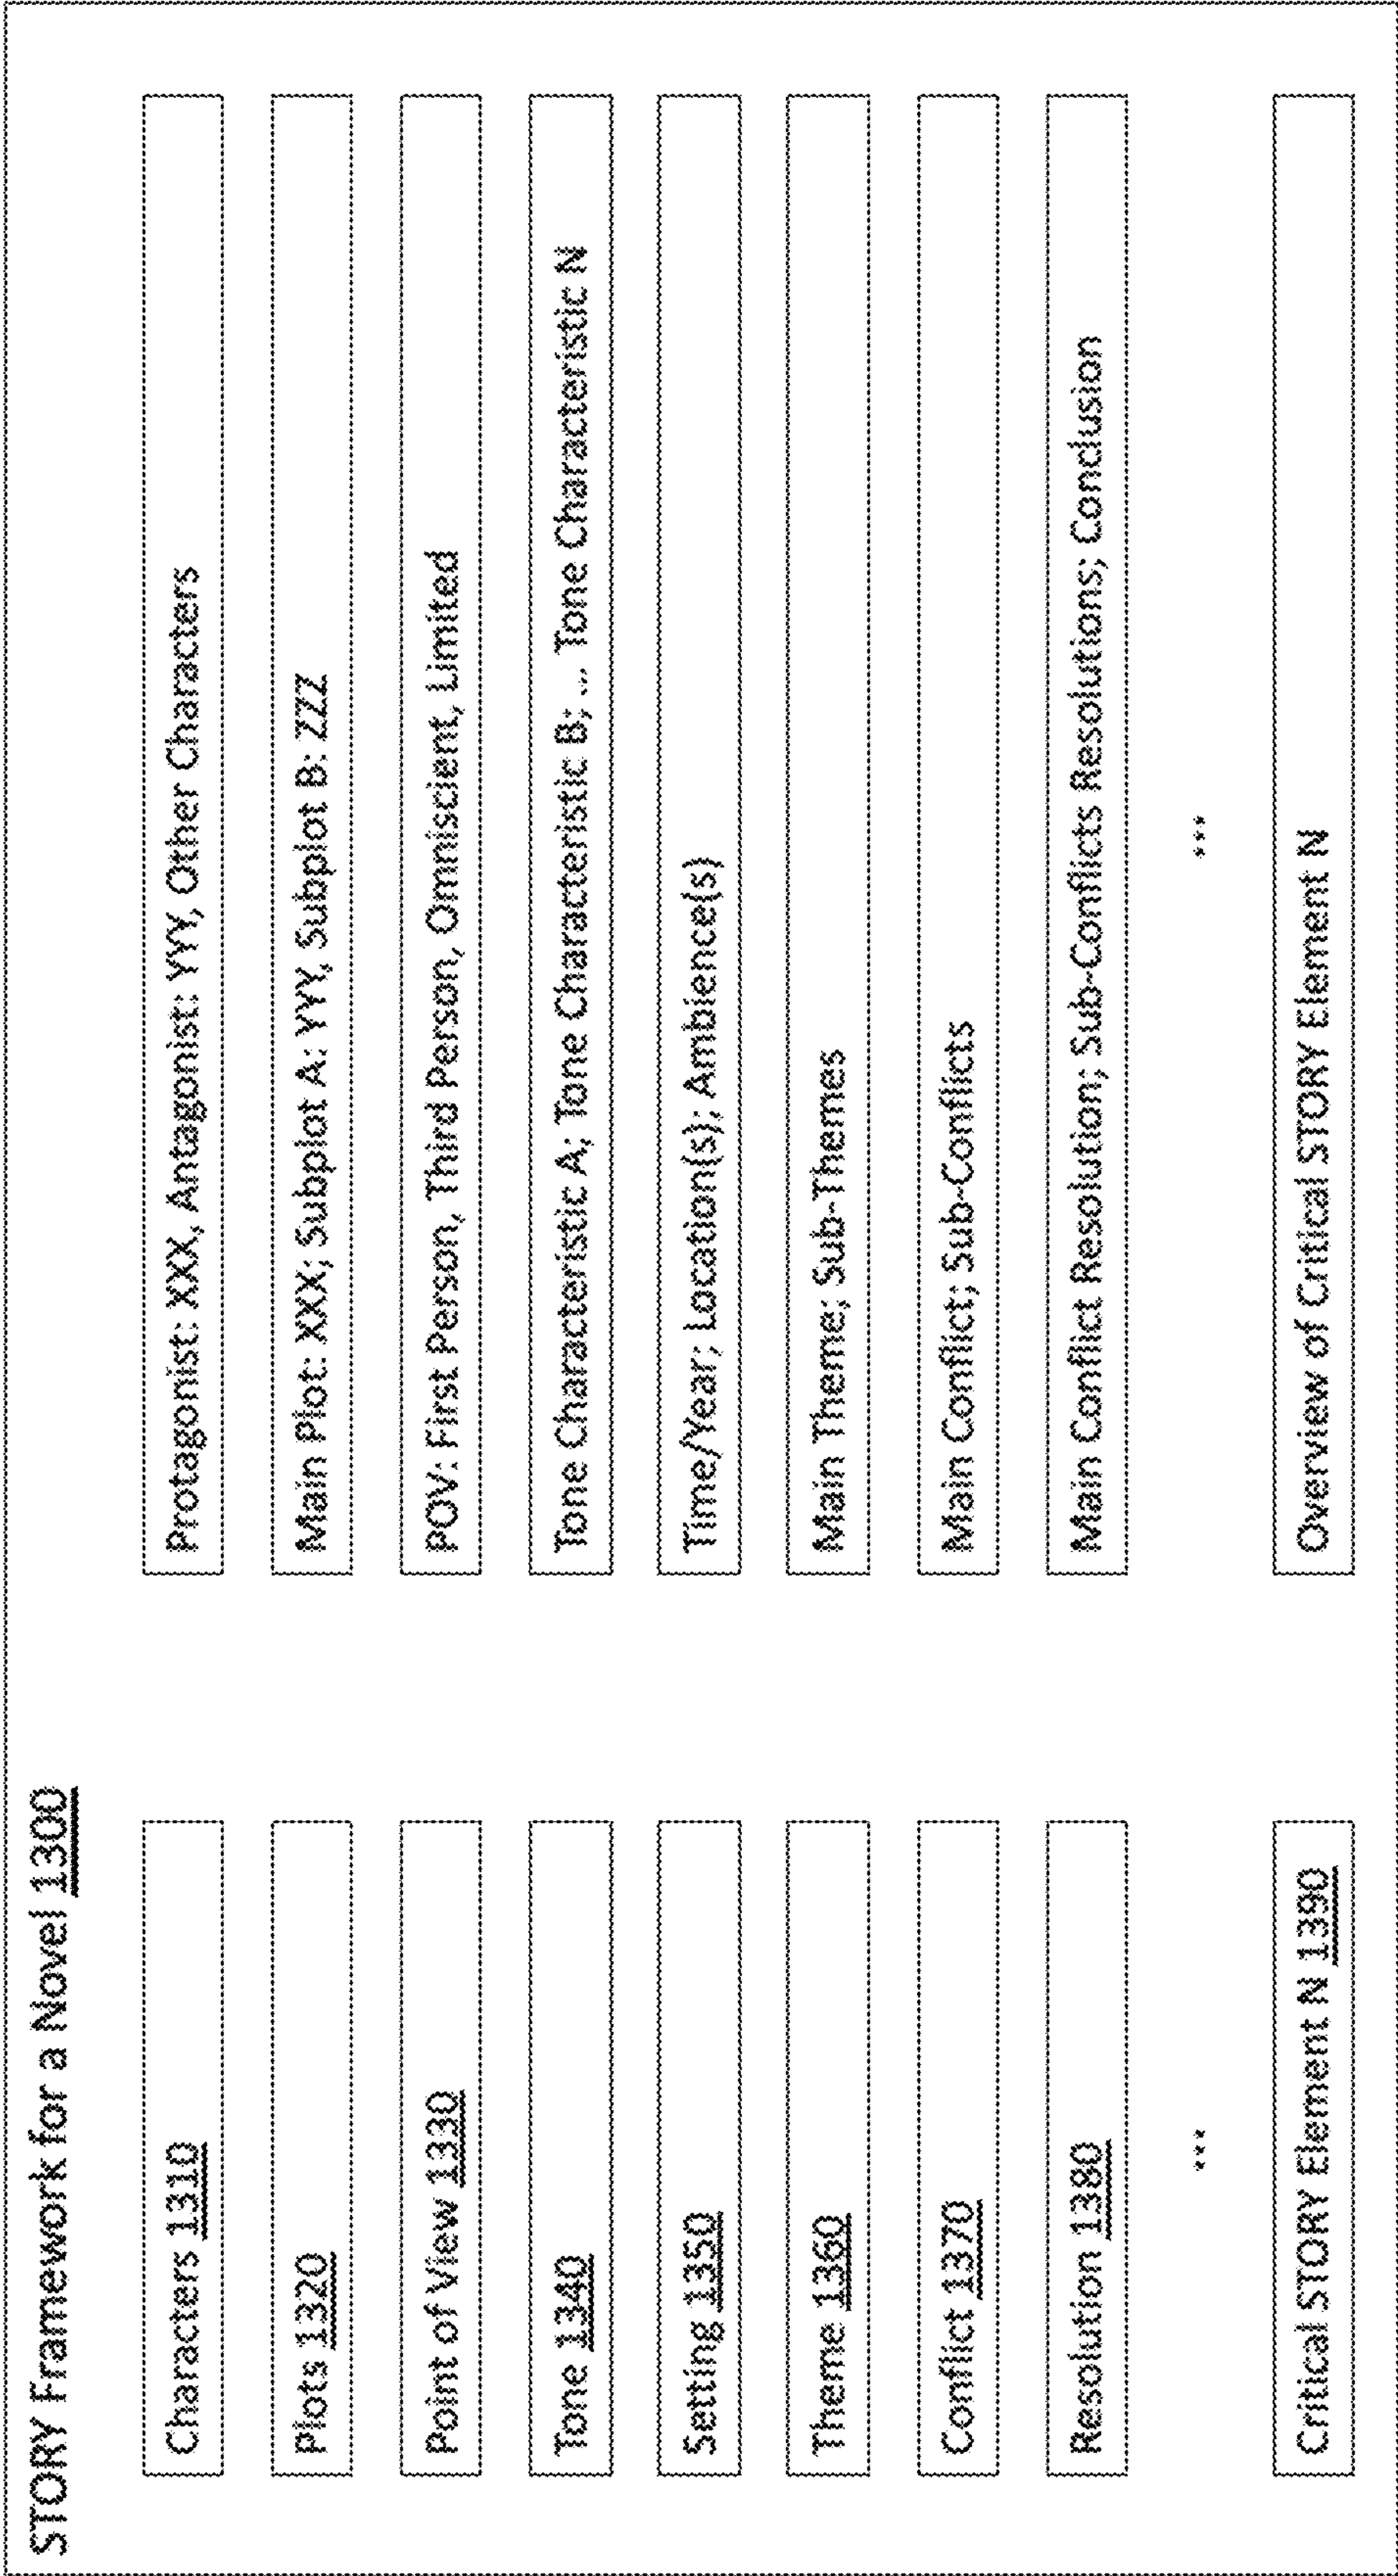 STORY Framework for a Novel 1300
Characters 1310
Protagonist: XXX, Antagonist: YYY, Other Characters
Plots 1320
Main Plot: XXX; Subplot A: YYY, Subplot B: ZZZ
Point of View 1330
POV: First Person, Third Person, Omniscient, Limited
Tone 1340
Tone Characteristic A; Tone Characteristic B; ... Tone Characteristic N
Setting 1350
Time/Year; Location(s); Ambience(s)
Theme 1360
Main Theme; Sub-Themes
Conflict 1370
Main Conflict; Sub-Conflicts
Resolution 1380
Main Conflict Resolution; Sub-Conflicts Resolutions; Conclusion
...
...
Critical STORY Element N 1390
Overview of Critical STORY Element N